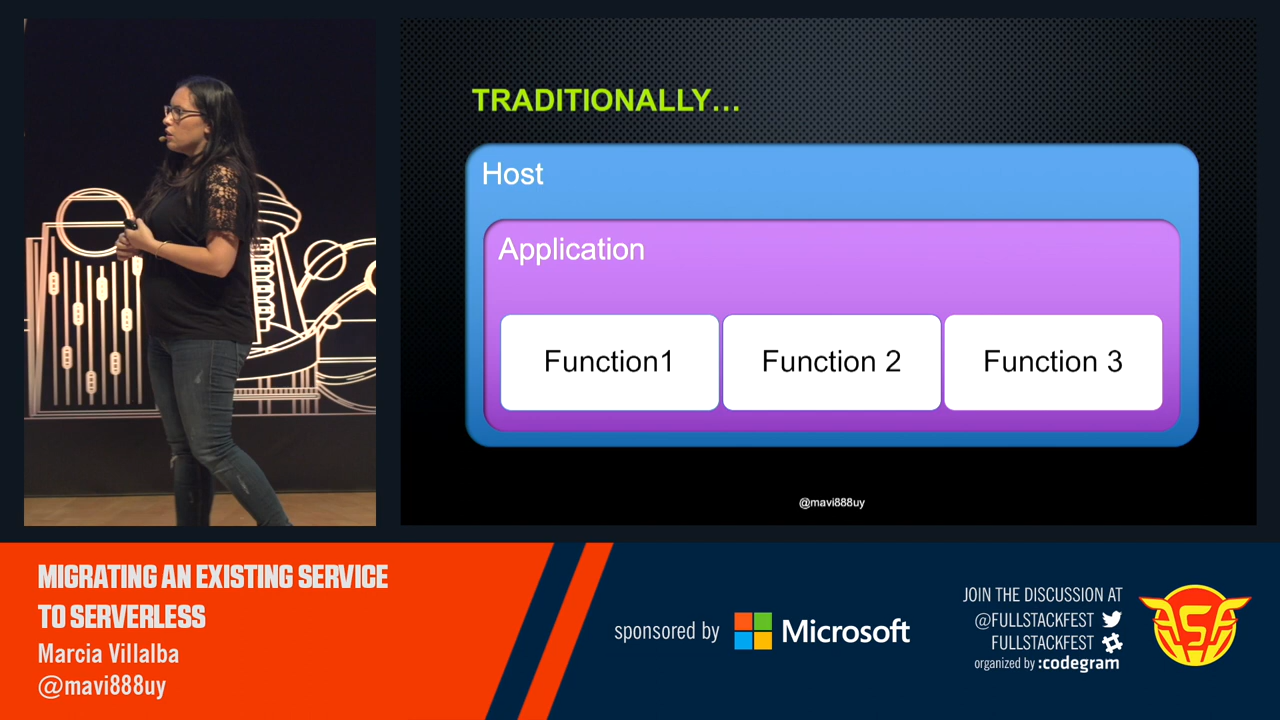 TRADITIONALLY...
Host
Application
Function1
Function 2
Function 3
@mavi888uy
MIGRATING AN EXISTING SERVICE
TO SERVERLESS
Marcia Villalba
@mavi888uy
sponsored by
Microsoft
JOIN THE DISCUSSION AT
@FULLSTACKFEST
FULLSTACKFEST
organized by :codegram
FSF